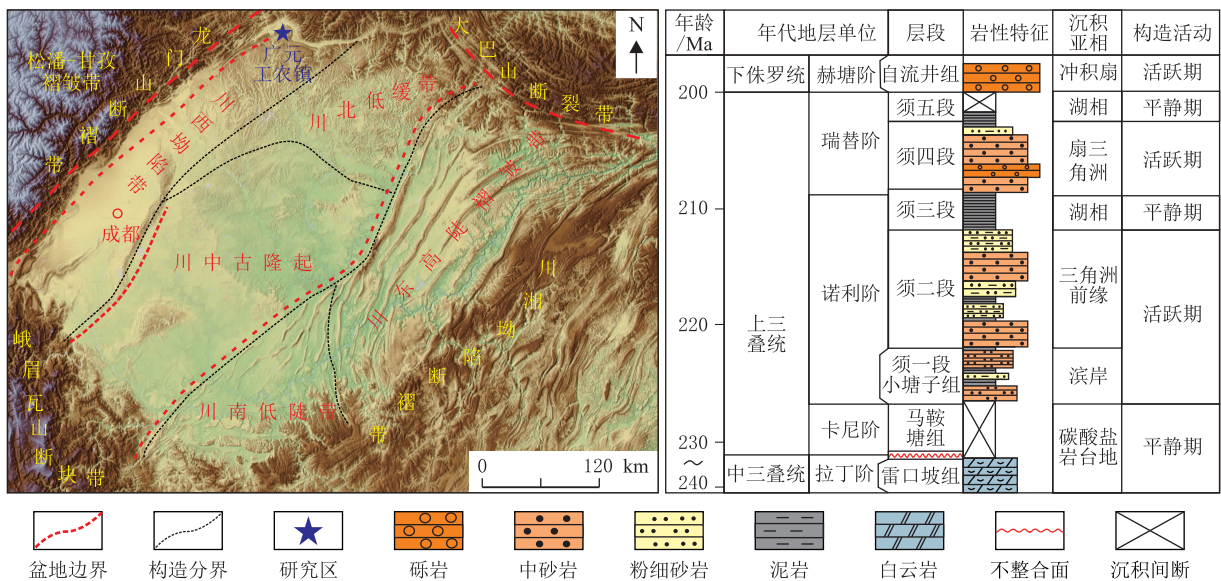 龙门山断褶带
松潘-甘孜
褶皱带
广元
工农镇
大巴山断裂带
N
川西坳陷带
川北低缓带
成都
川中古隆起
川东高陡褶皱带
川湘坳陷断褶带
峨眉瓦山断块带
川南低陡带
0 120 km
年龄
/Ma
年代地层单位
层段
岩性特征
沉积
亚相
构造活动
下侏罗统
赫塘阶
自流井组
冲积扇
活跃期
200
须五段
湖相
平静期
瑞替阶
须四段
扇三
角洲
活跃期
210
须三段
湖相
平静期
上三
叠统
诺利阶
须二段
三角洲
前缘
活跃期
220
须一段
小塘子组
滨岸
卡尼阶
马鞍
塘组
碳酸盐
岩台地
平静期
230
~
240
中三叠统
拉丁阶
雷口坡组
盆地边界
构造分界
研究区
砾岩
中砂岩
粉细砂岩
泥岩
白云岩
不整合面
沉积间断